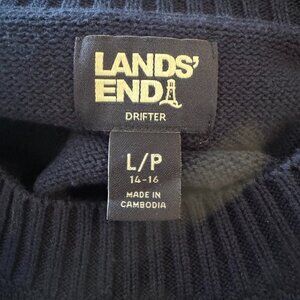 LANDS'
END
DRIFTER
L/P
14-16
MADE IN
CAMBODIA